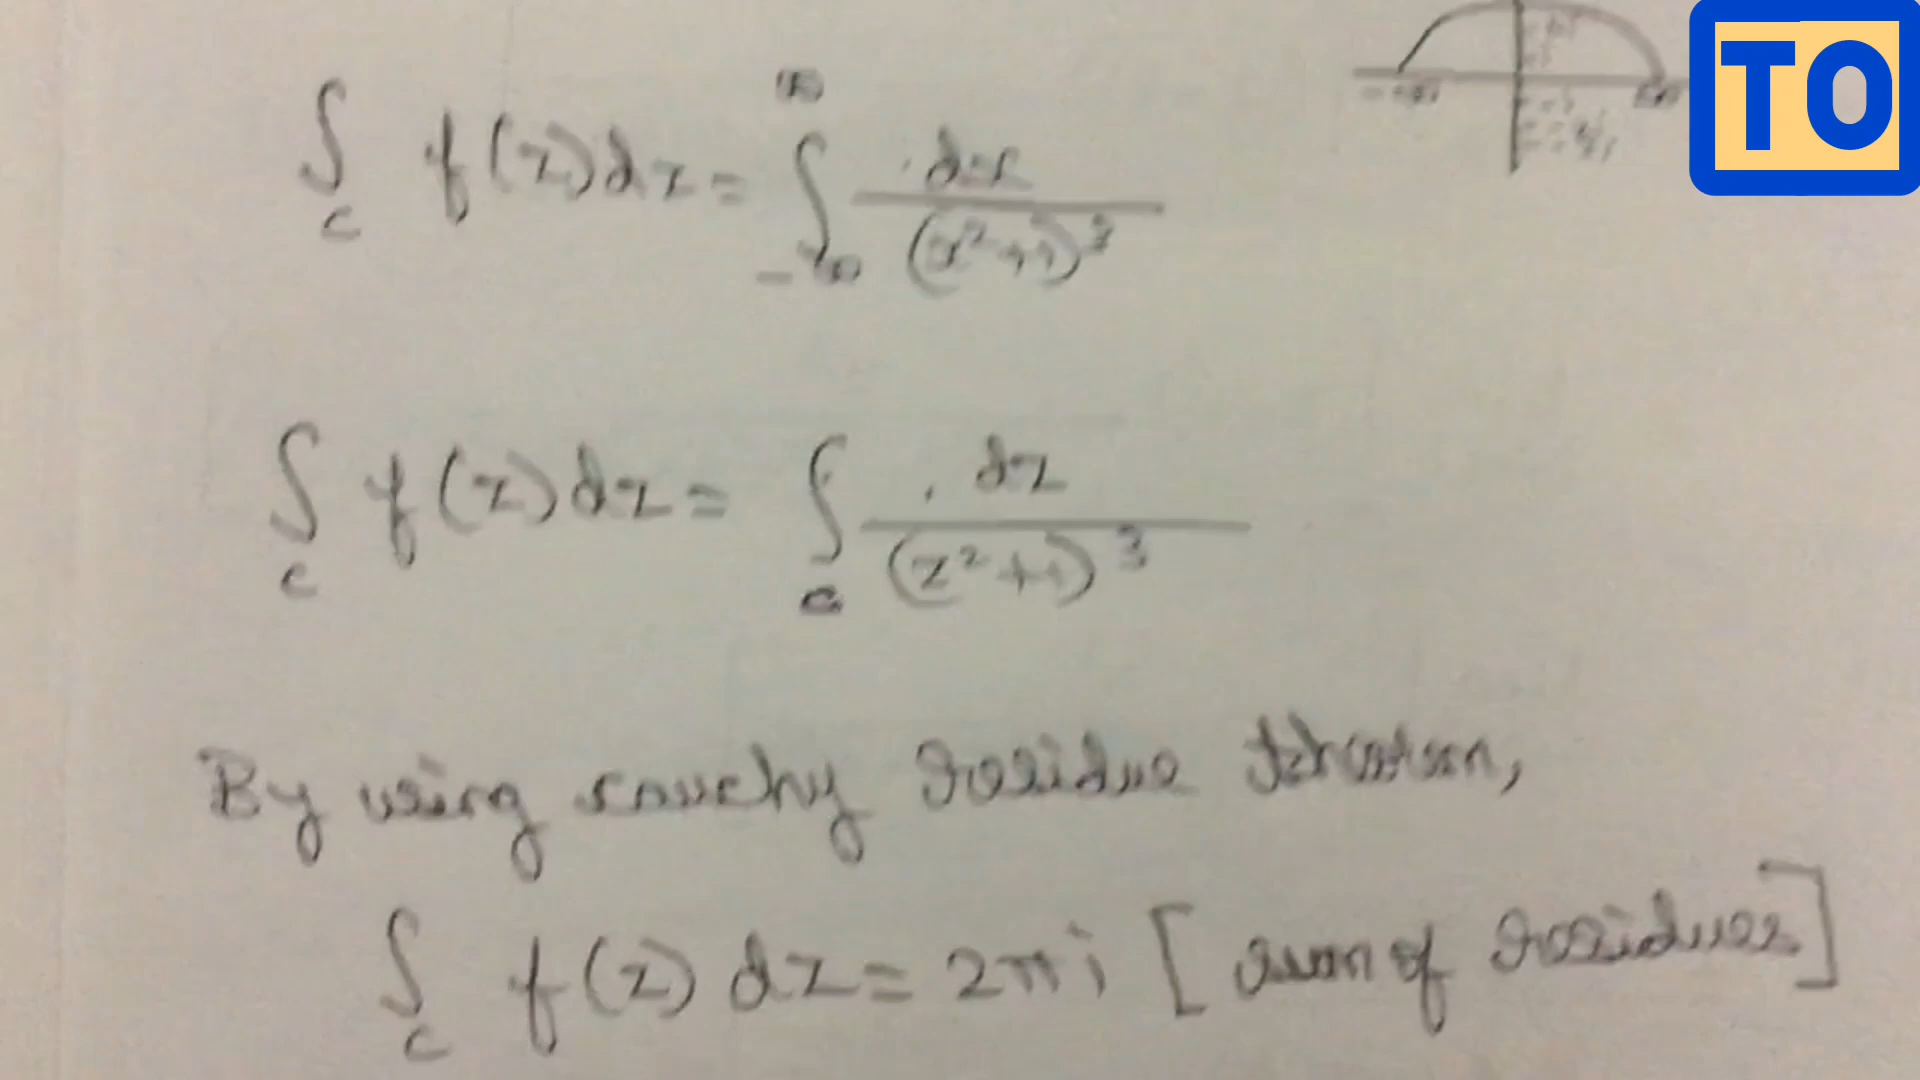 TO
∫_c f(z)dz = ∫_{-∞}^{∞} dx/(x²+1)³
∫_c f(z)dz = ∫_c dz/(z²+1)³
By using cauchy residue
∫_c f(z) dz = 2πi [sum of residues]